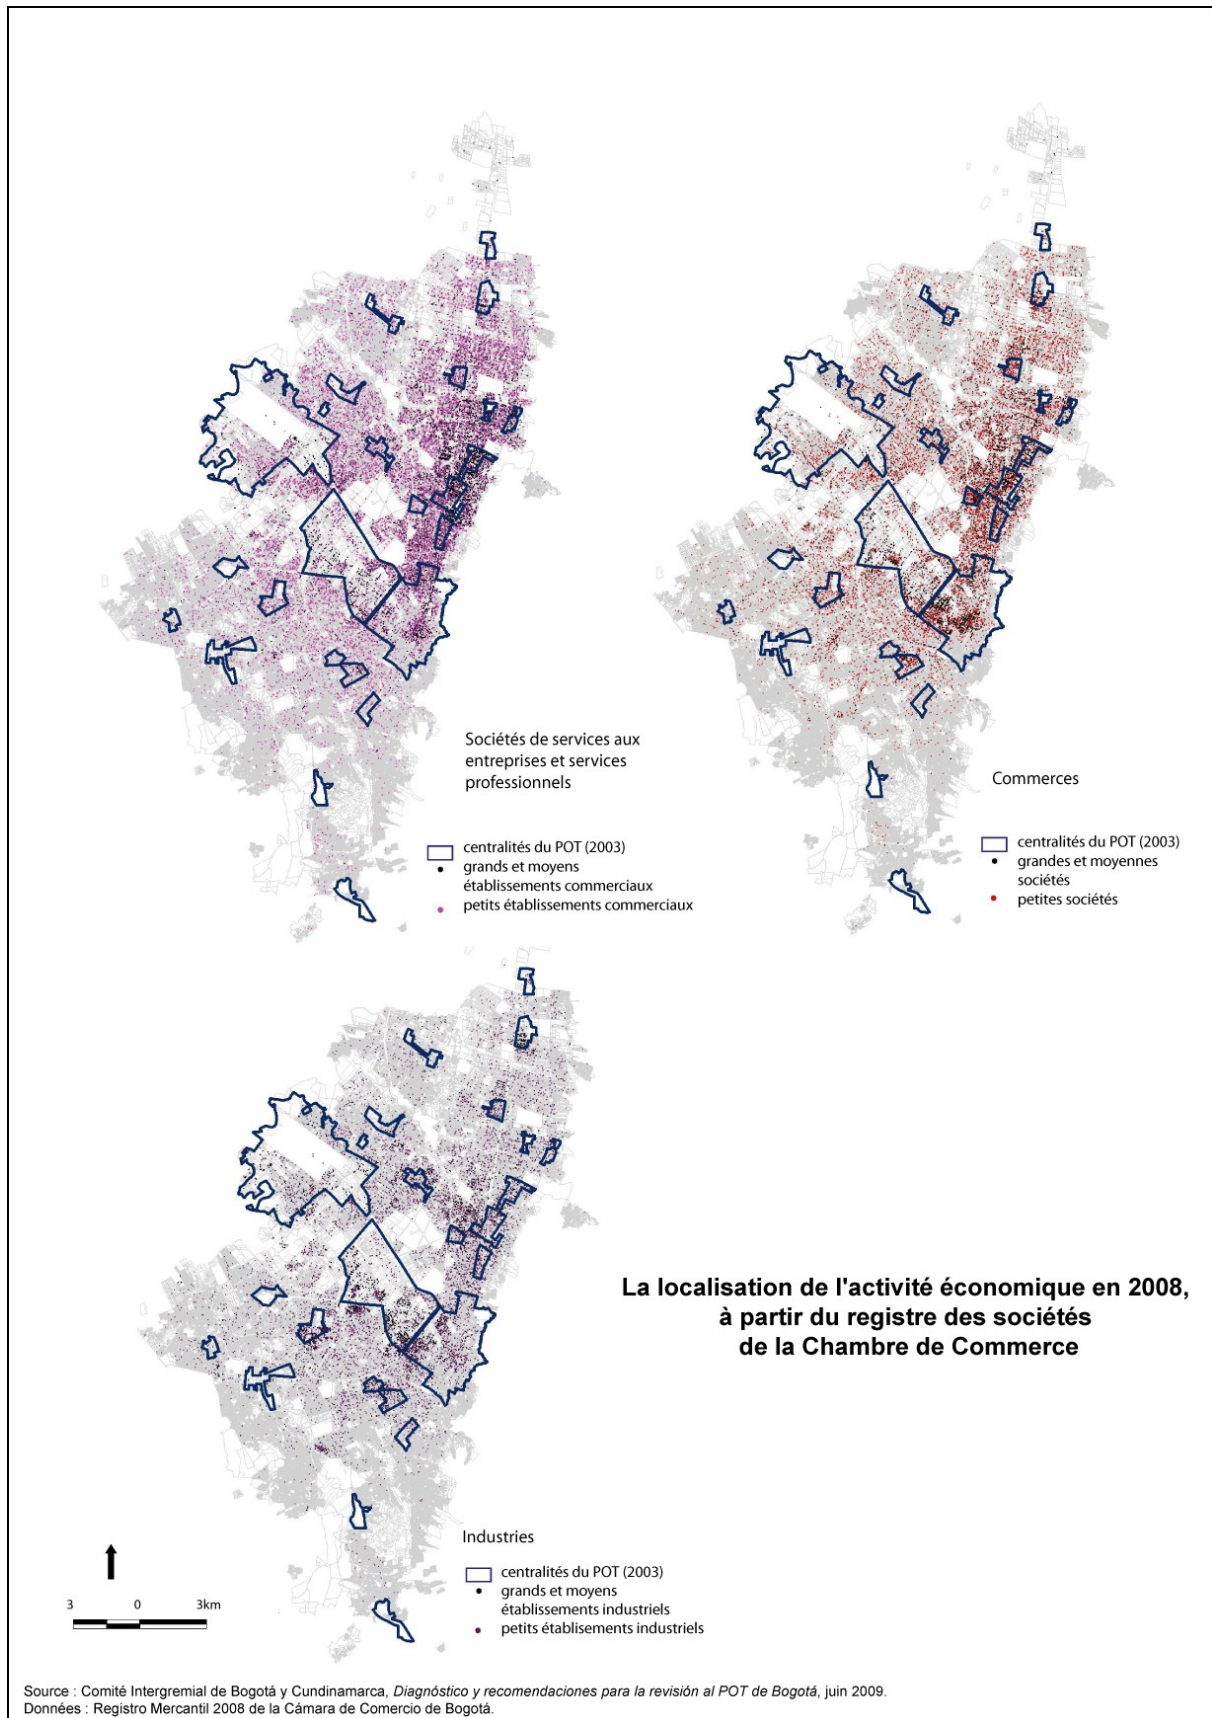 Sociétés de services aux
entreprises et services
professionnels
centralités du POT (2003)
grands et moyens
établissements commerciaux
petits établissements commerciaux
Commerces
centralités du POT (2003)
grandes et moyennes
sociétés
petites sociétés
La localisation de l'activité économique en 2008,
à partir du registre des sociétés
de la Chambre de Commerce
Industries
centralités du POT (2003)
grands et moyens
établissements industriels
petits établisements industriels
3 0 3km
Source : Comité Intergremial de Bogotá y Cundinamarca, Diagnóstico y recomendaciones para la revisión al POT de Bogotá, juin 2009.
Données : Registro Mercantil 2008 de la Cámara de Comercio de Bogotá.